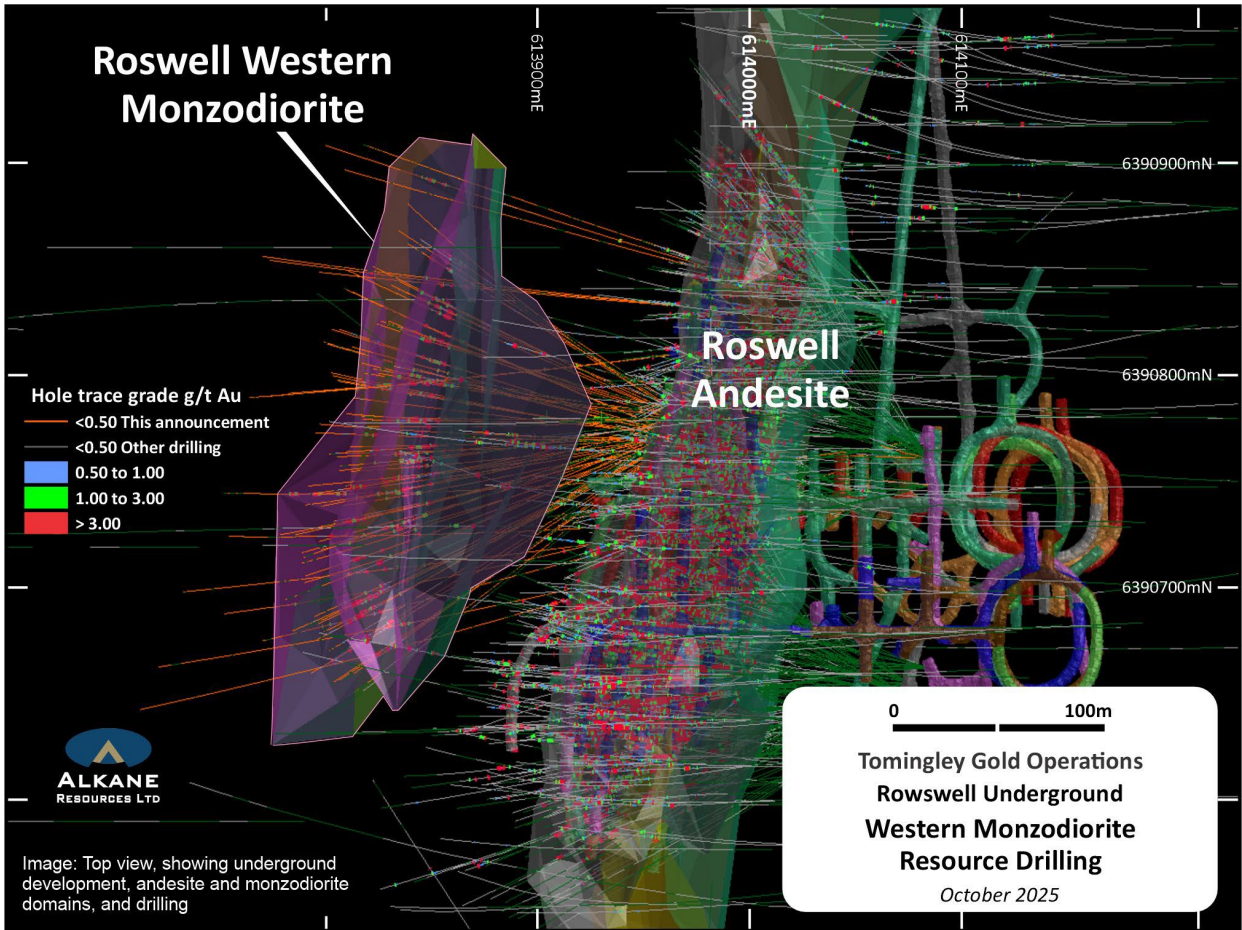 Roswell Western
Monzodiorite
613900mE
614000mE
614100mE
6390900mN
Roswell
Andesite
6390800mN
Hole trace grade g/t Au
<0.50 This announcement
<0.50 Other drilling
0.50 to 1.00
1.00 to 3.00
> 3.00
6390700mN
0 100m
Tomingley Gold Operations
Rowswell Underground
Western Monzodiorite
Resource Drilling
October 2025
ALKANE
RESOURCES LTD
Image: Top view, showing underground
development, andesite and monzodiorite
domains, and drilling